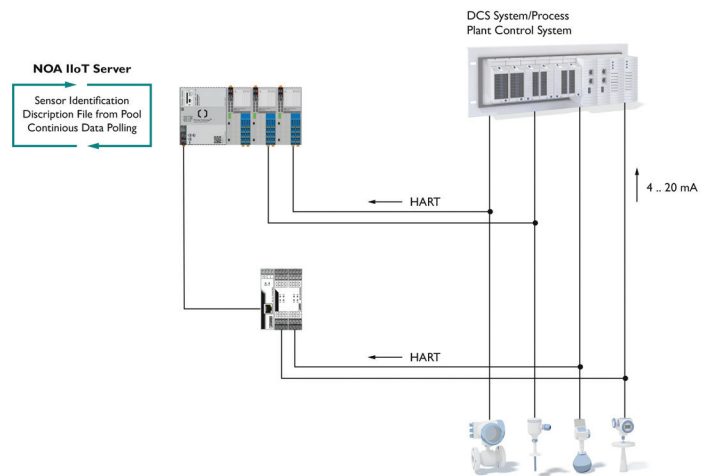 DCS System/Process
Plant Control System
NOA IIoT Server
Sensor Identification
Discription File from Pool
Continious Data Polling
4 .. 20 mA
HART
HART